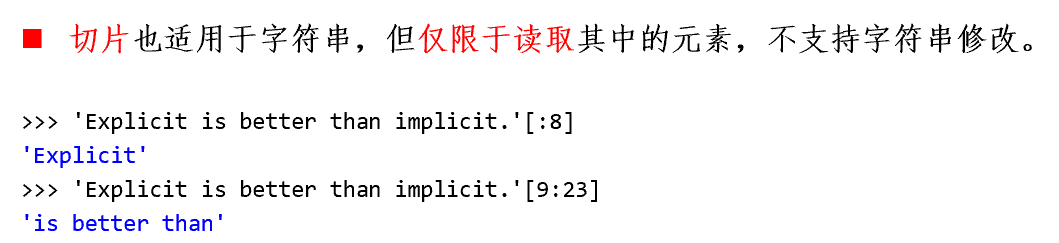 ■ 切片也适用于字符串，但仅限于读取其中的元素，不支持字符串修改。
>>> 'Explicit is better than implicit.'[:8]
'Explicit'
>>> 'Explicit is better than implicit.'[9:23]
'is better than'